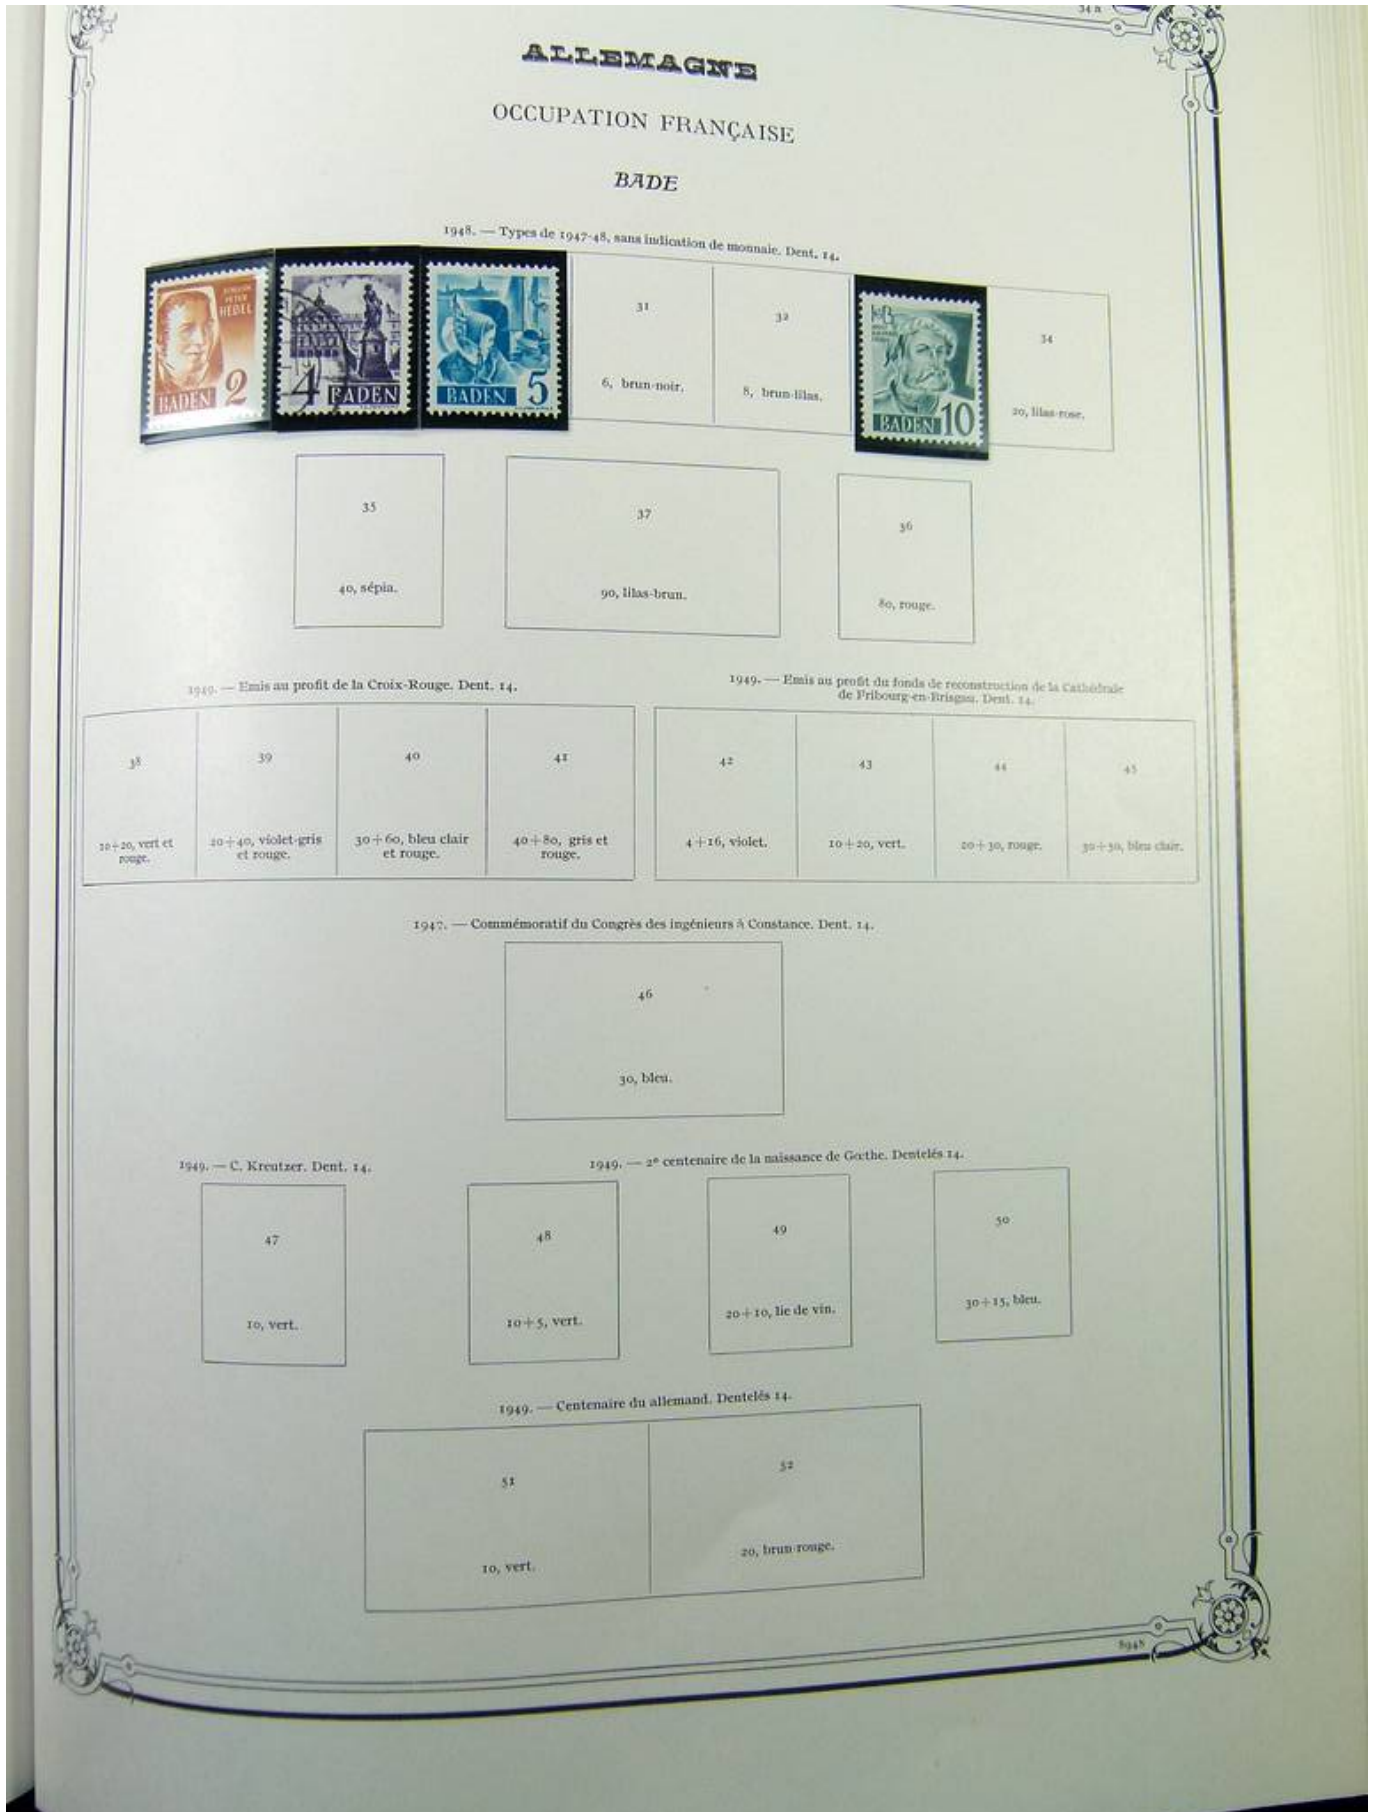 34 a
ALLEMAGNE
OCCUPATION FRANÇAISE
BADE
1948. — Types de 1947-48, sans indication de monnaie. Dent. 14.
PETER
HEBEL
BADEN 2
4 BADEN
BADEN 5
31
6, brun-noir.
32
8, brun-lilas.
BADEN 10
34
20, lilas-rose.
35
40, sépia.
37
90, lilas-brun.
36
80, rouge.
1949. — Emis au profit de la Croix-Rouge. Dent. 14.
38
10+20, vert et
rouge.
39
20+40, violet-gris
et rouge.
40
30+60, bleu clair
et rouge.
41
40+80, gris et
rouge.
1949. — Emis au profit du fonds de reconstruction de la Cathédrale
de Fribourg-en-Brisgau. Dent. 14.
42
4+16, violet.
43
10+20, vert.
44
20+30, rouge.
45
30+50, bleu clair.
1947. — Commémoratif du Congrès des ingénieurs à Constance. Dent. 14.
46
30, bleu.
1949. — C. Kreutzer. Dent. 14.
47
10, vert.
1949. — 2e centenaire de la naissance de Gœthe. Dentelés 14.
48
10+5, vert.
49
20+10, lie de vin.
50
30+15, bleu.
1949. — Centenaire du allemand. Dentelés 14.
51
10, vert.
52
20, brun-rouge.
8948